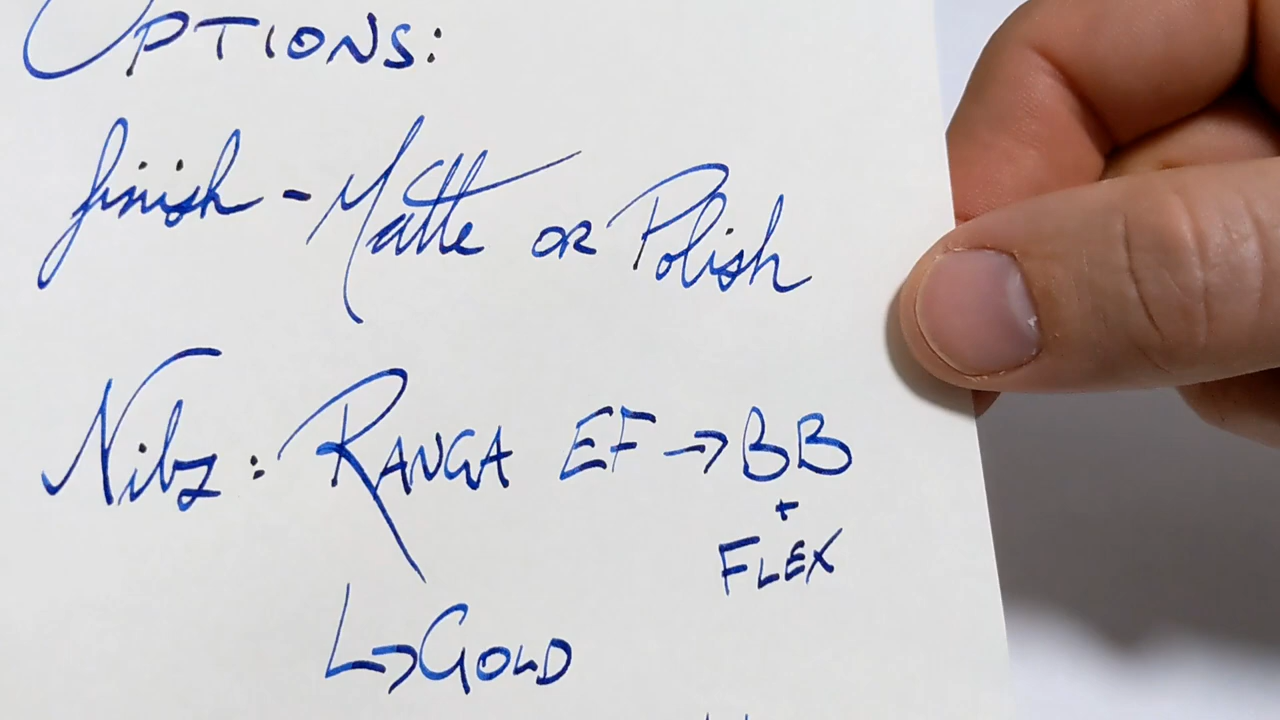 OPTIONS:
finish - Matte OR Polish
Nibz: RANGA EF → BB
+
FLEX
↳ GOLD